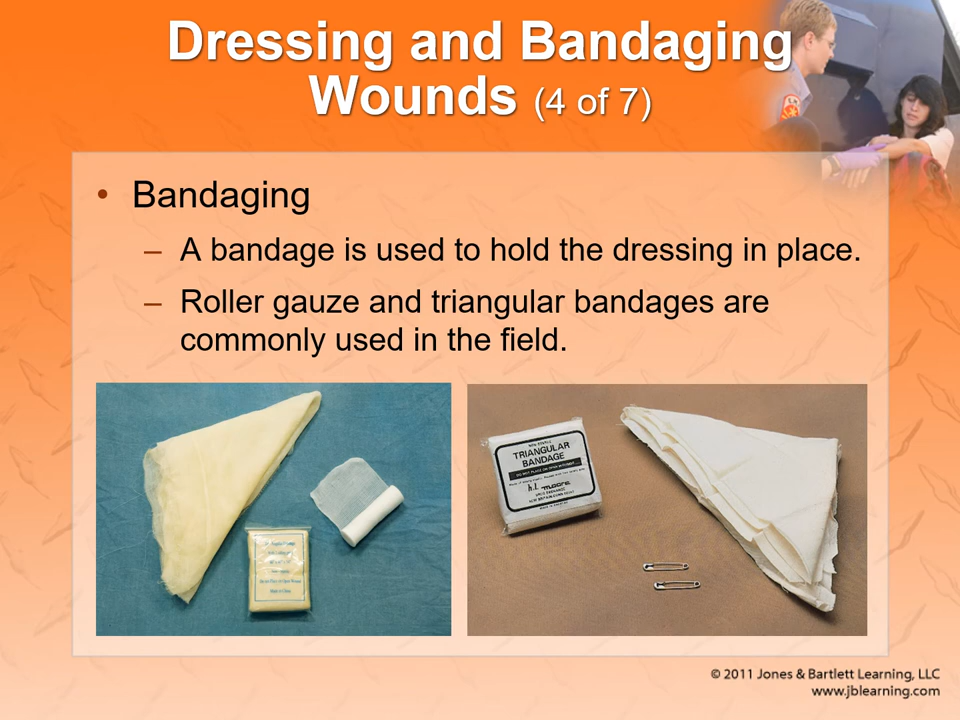 Dressing and Bandaging
Wounds (4 of 7)
• Bandaging
– A bandage is used to hold the dressing in place.
– Roller gauze and triangular bandages are
commonly used in the field.
TRIANGULAR
BANDAGE
© 2011 Jones & Bartlett Learning, LLC
www.jblearning.com